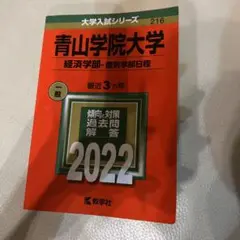 大学入試シリーズ
216
青山学院大学
経済学部-個別学部日程
最近3カ年
一般
傾向と対策
過去問
解答
2022
教学社